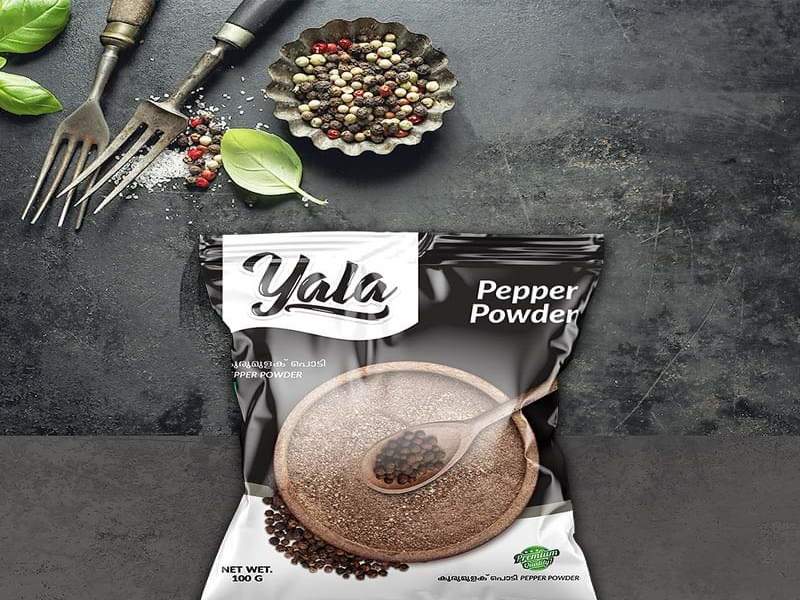 Yala
Pepper
Powder
കുരുമുളക് പൊടി
PEPPER POWDER
NET WET.
100 G
Premium
Quality
കുരുമുളക് പൊടി PEPPER POWDER